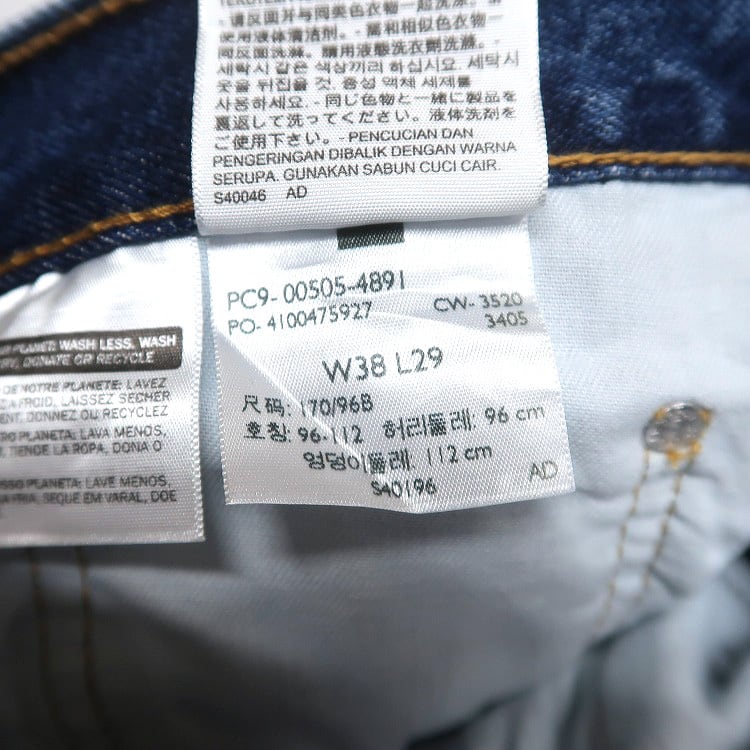 请反面并与同类色衣物一起洗涤。
使用液体清洁剂。- 需和相似色衣物一
同反面洗滌。請用液態洗衣劑洗滌。
세탁시 같은 색상끼리 하십시요. 세탁시
옷을 뒤집을 것. 중성 액체 세제를
사용하세요. - 同じ色物と一緒に製品を
裏返して洗ってください。液体洗剤をご
使用下さい。- PENCUCIAN DAN
PENGERINGAN DIBALIK DENGAN WARNA
SERUPA. GUNAKAN SABUN CUCI CAIR.
S40046 AD
PC9-00505-4891
PO-4100475927 CW-3520
3405
W38 L29
尺码: 170/96B
호칭: 96-112 허리둘레: 96 cm
엉덩이둘레: 112 cm
S40196 AD
PLANET: WASH LESS, WASH
DONATE OR RECYCLE
DE NOTRE PLANETE: LAVEZ
A FROID, LAISSEZ SECHER
ENT, DONNEZ OU RECYCLEZ
PLANETA: LAVA MENOS,
TIENDE LA ROPA, DONA O
PLANETA: LAVE MENOS,
FRIA, SEQUE EM VARAL, DOE